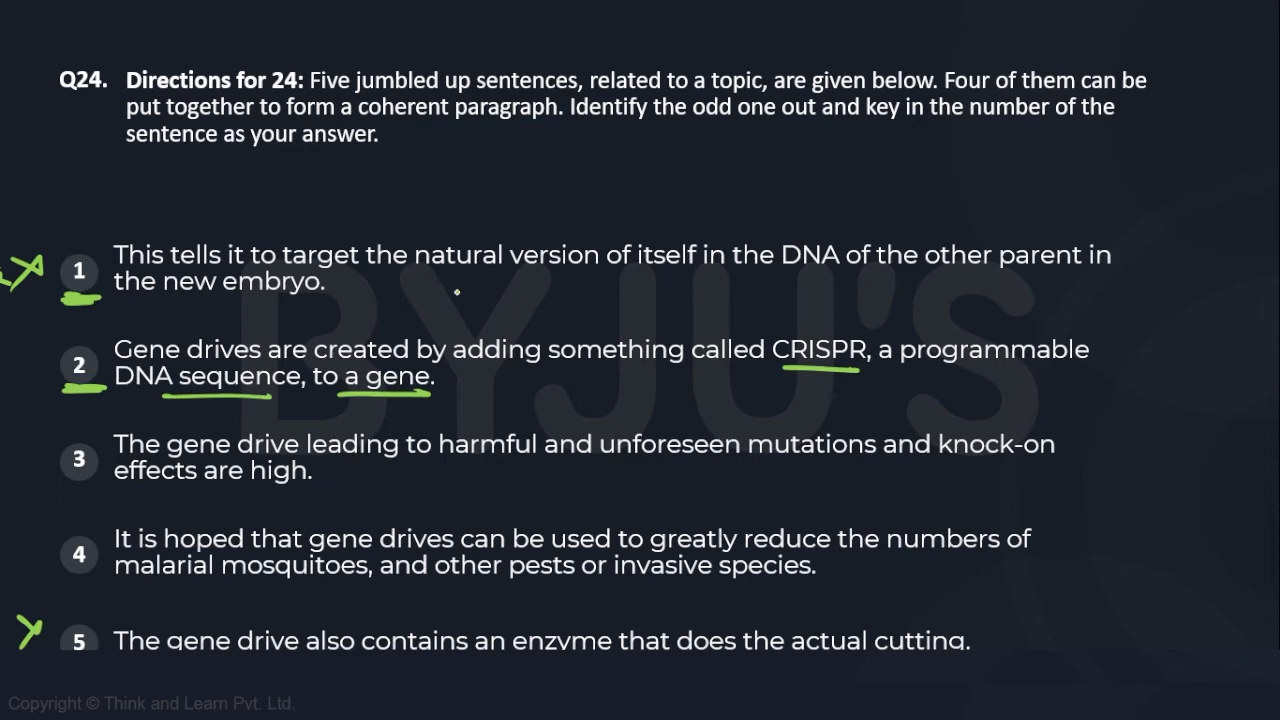 Q24. Directions for 24: Five jumbled up sentences, related to a topic, are given below. Four of them can be
put together to form a coherent paragraph. Identify the odd one out and key in the number of the
sentence as your answer.
1 This tells it to target the natural version of itself in the DNA of the other parent in
the new embryo.
2 Gene drives are created by adding something called CRISPR, a programmable
DNA sequence, to a gene.
BYJU'S
3 The gene drive leading to harmful and unforeseen mutations and knock-on
effects are high.
4 It is hoped that gene drives can be used to greatly reduce the numbers of
malarial mosquitoes, and other pests or invasive species.
5 The gene drive also contains an enzyme that does the actual cutting.
Copyright © Think and Learn Pvt. Ltd.